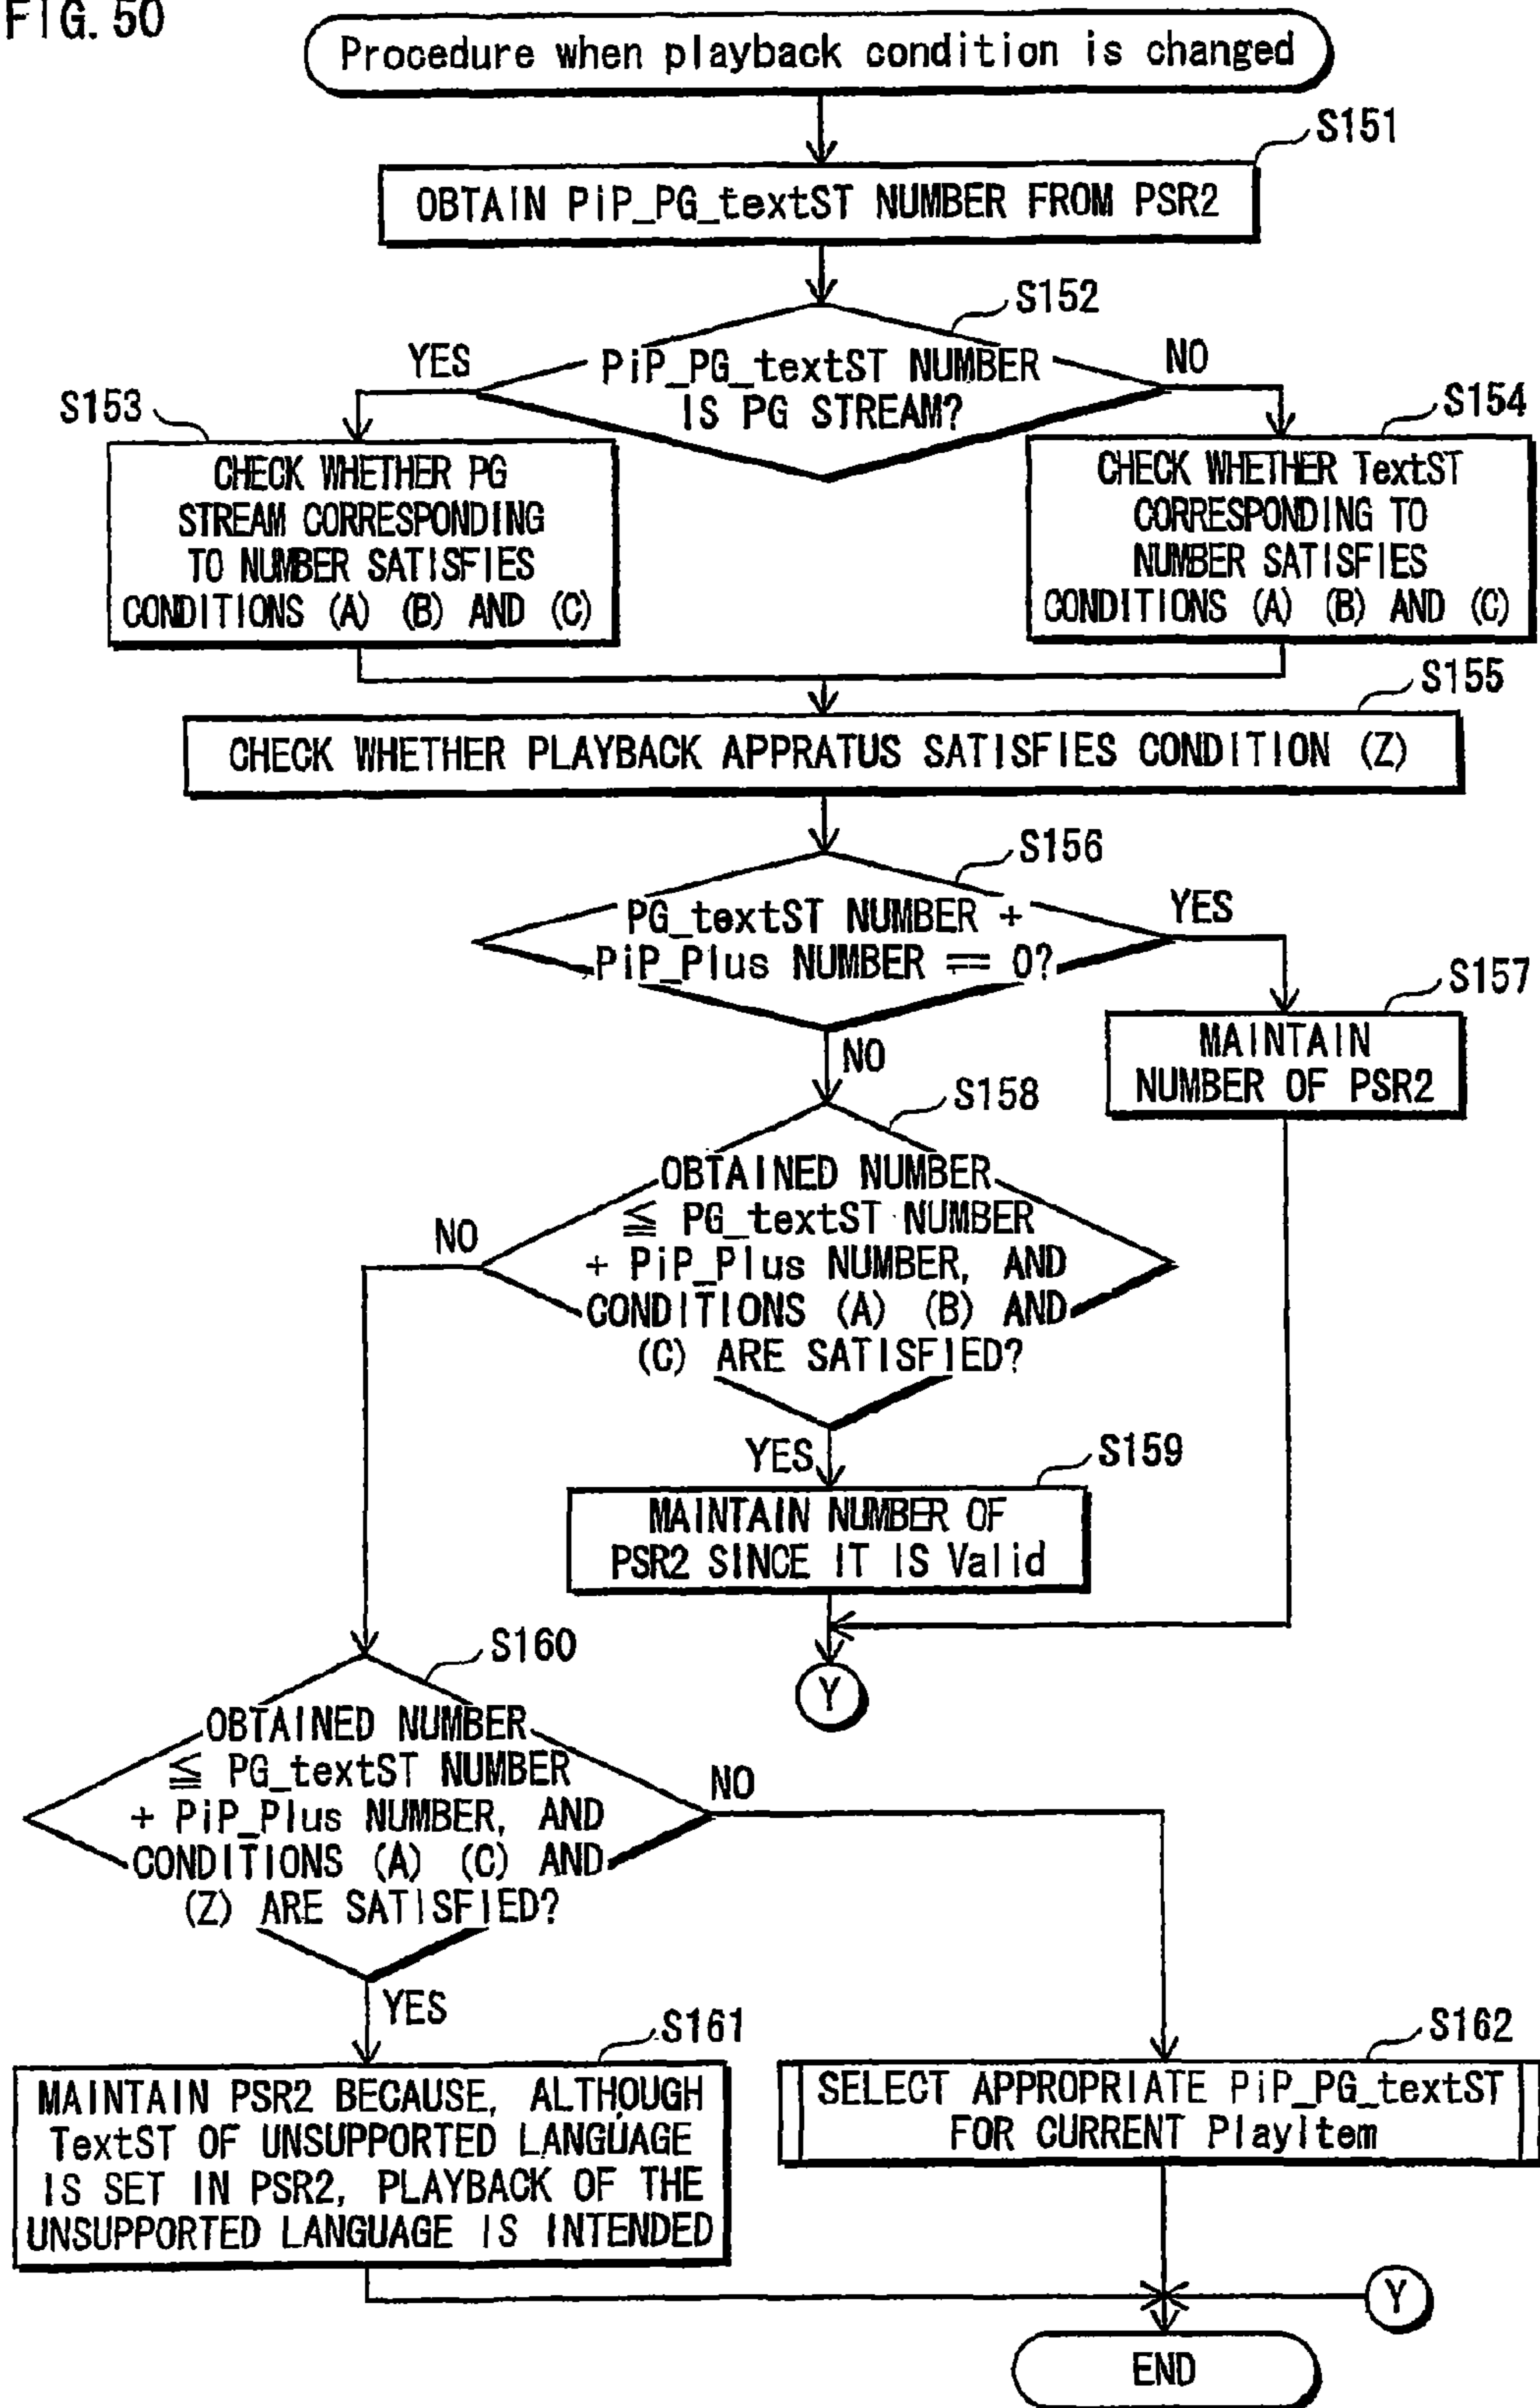 FIG. 50
Procedure when playback condition is changed
S151
OBTAIN PiP_PG_textST NUMBER FROM PSR2
S152
PiP_PG_textST NUMBER
IS PG STREAM?
YES
NO
S153
CHECK WHETHER PG
STREAM CORRESPONDING
TO NUMBER SATISFIES
CONDITIONS (A) (B) AND (C)
S154
CHECK WHETHER TextST
CORRESPONDING TO
NUMBER SATISFIES
CONDITIONS (A) (B) AND (C)
S155
CHECK WHETHER PLAYBACK APPRATUS SATISFIES CONDITION (Z)
S156
PG_textST NUMBER +
PiP_Plus NUMBER == 0?
YES
NO
S157
MAINTAIN
NUMBER OF PSR2
S158
OBTAINED NUMBER
≦ PG_textST NUMBER
+ PiP_Plus NUMBER, AND
CONDITIONS (A) (B) AND
(C) ARE SATISFIED?
NO
YES
S159
MAINTAIN NUMBER OF
PSR2 SINCE IT IS Valid
Y
S160
OBTAINED NUMBER
≦ PG_textST NUMBER
+ PiP_Plus NUMBER, AND
CONDITIONS (A) (C) AND
(Z) ARE SATISFIED?
NO
YES
S161
MAINTAIN PSR2 BECAUSE, ALTHOUGH
TextST OF UNSUPPORTED LANGUAGE
IS SET IN PSR2, PLAYBACK OF THE
UNSUPPORTED LANGUAGE IS INTENDED
S162
SELECT APPROPRIATE PiP_PG_textST
FOR CURRENT PlayItem
Y
END